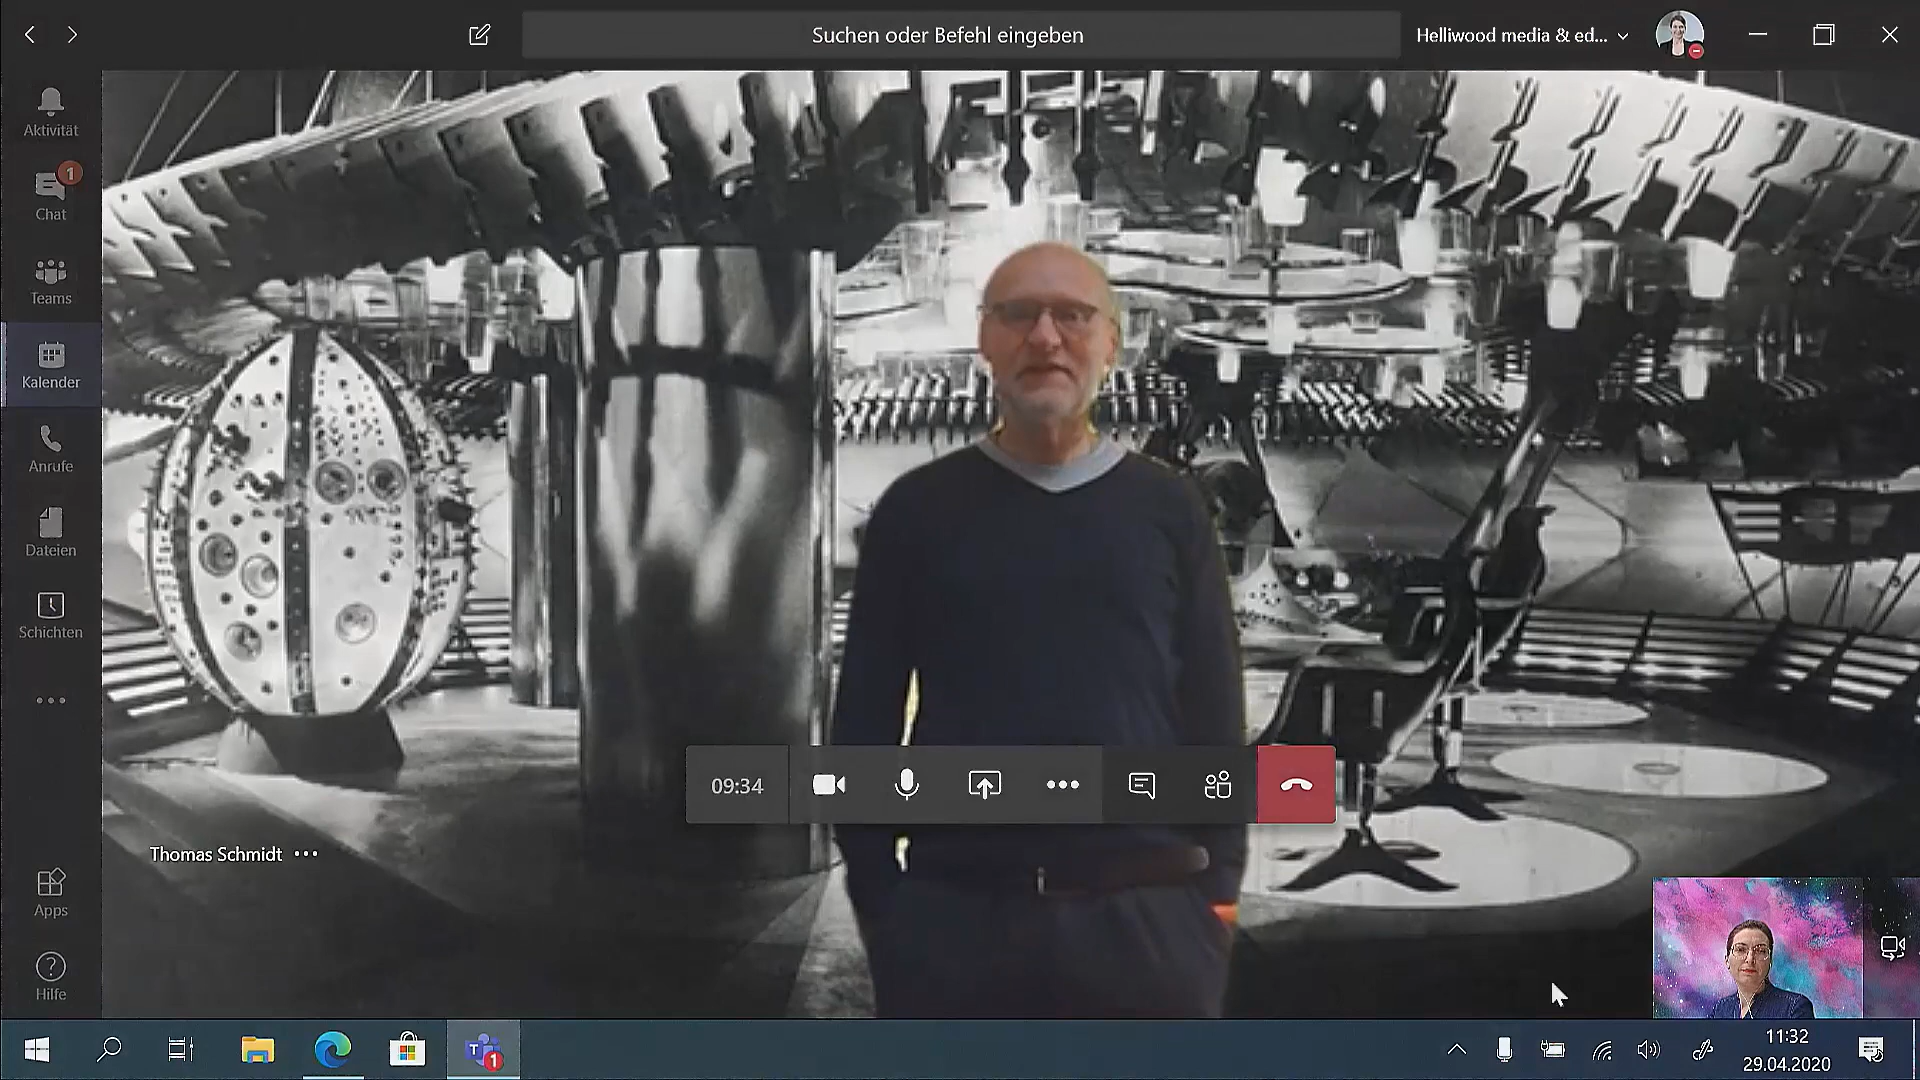 Suchen oder Befehl eingeben
Helliwood media & ed...
Aktivität
1
Chat
Teams
Kalender
Anrufe
Dateien
Schichten
Apps
Hilfe
09:34
Thomas Schmidt
T
1
11:32
29.04.2020